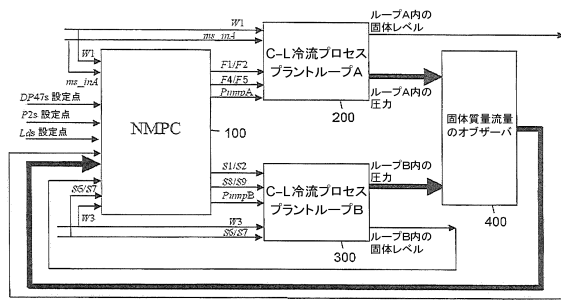 W1
ms_inA
W1
ms_inA
DP47s 設定点
P2s 設定点
Lds 設定点
S6/S7
W3
NMPC
100
F1/F2
F4/F5
PumpA
C-L冷流プロセス
プラントループA
200
ループA内の
固体レベル
ループA内の
圧力
固体質量流量
のオブザーバ
400
S1/S2
S8/S9
PumpB
W3
S6/S7
C-L冷流プロセス
プラントループB
300
ループB内の
圧力
ループB内の
固体レベル